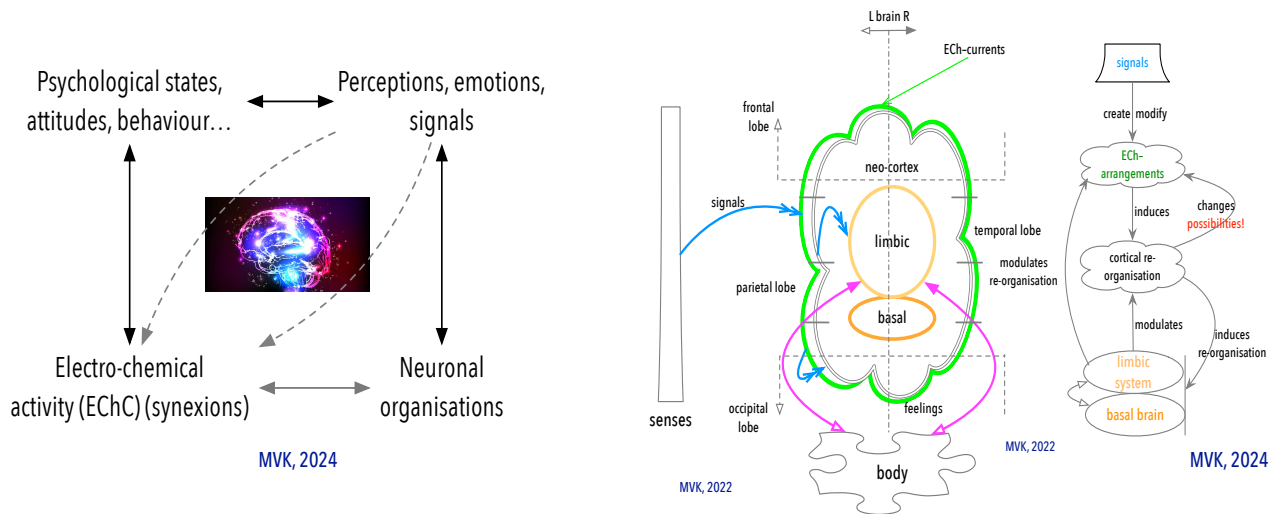 Psychological states,
attitudes, behaviour...
Perceptions, emotions,
signals
Electro-chemical
activity (EChC) (synexions)
Neuronal
organisations
MVK, 2024
L brain R
ECh–currents
frontal
lobe
neo-cortex
signals
limbic
temporal lobe
modulates
re-organisation
parietal lobe
basal
senses
occipital
lobe
feelings
body
MVK, 2022
MVK, 2022
signals
create modify
ECh–
arrangements
induces
changes
possibilities!
cortical re-
organisation
modulates
induces
re-organisation
limbic
system
basal brain
MVK, 2024